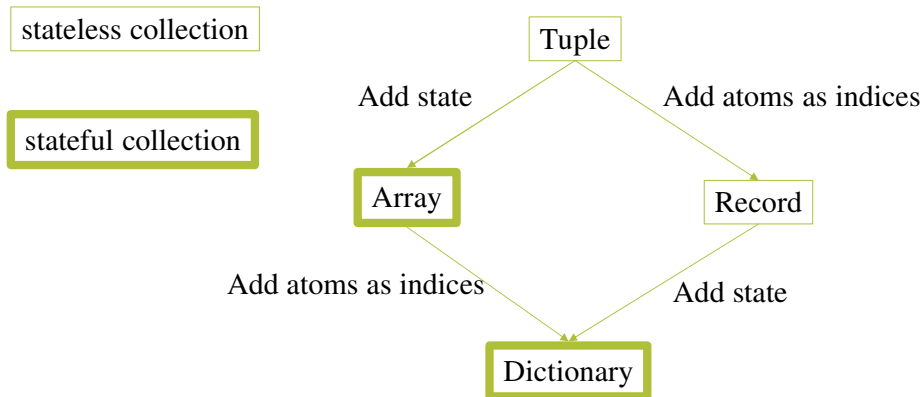 stateless collection
Tuple
Add state
Add atoms as indices
stateful collection
Array
Record
Add atoms as indices
Add state
Dictionary